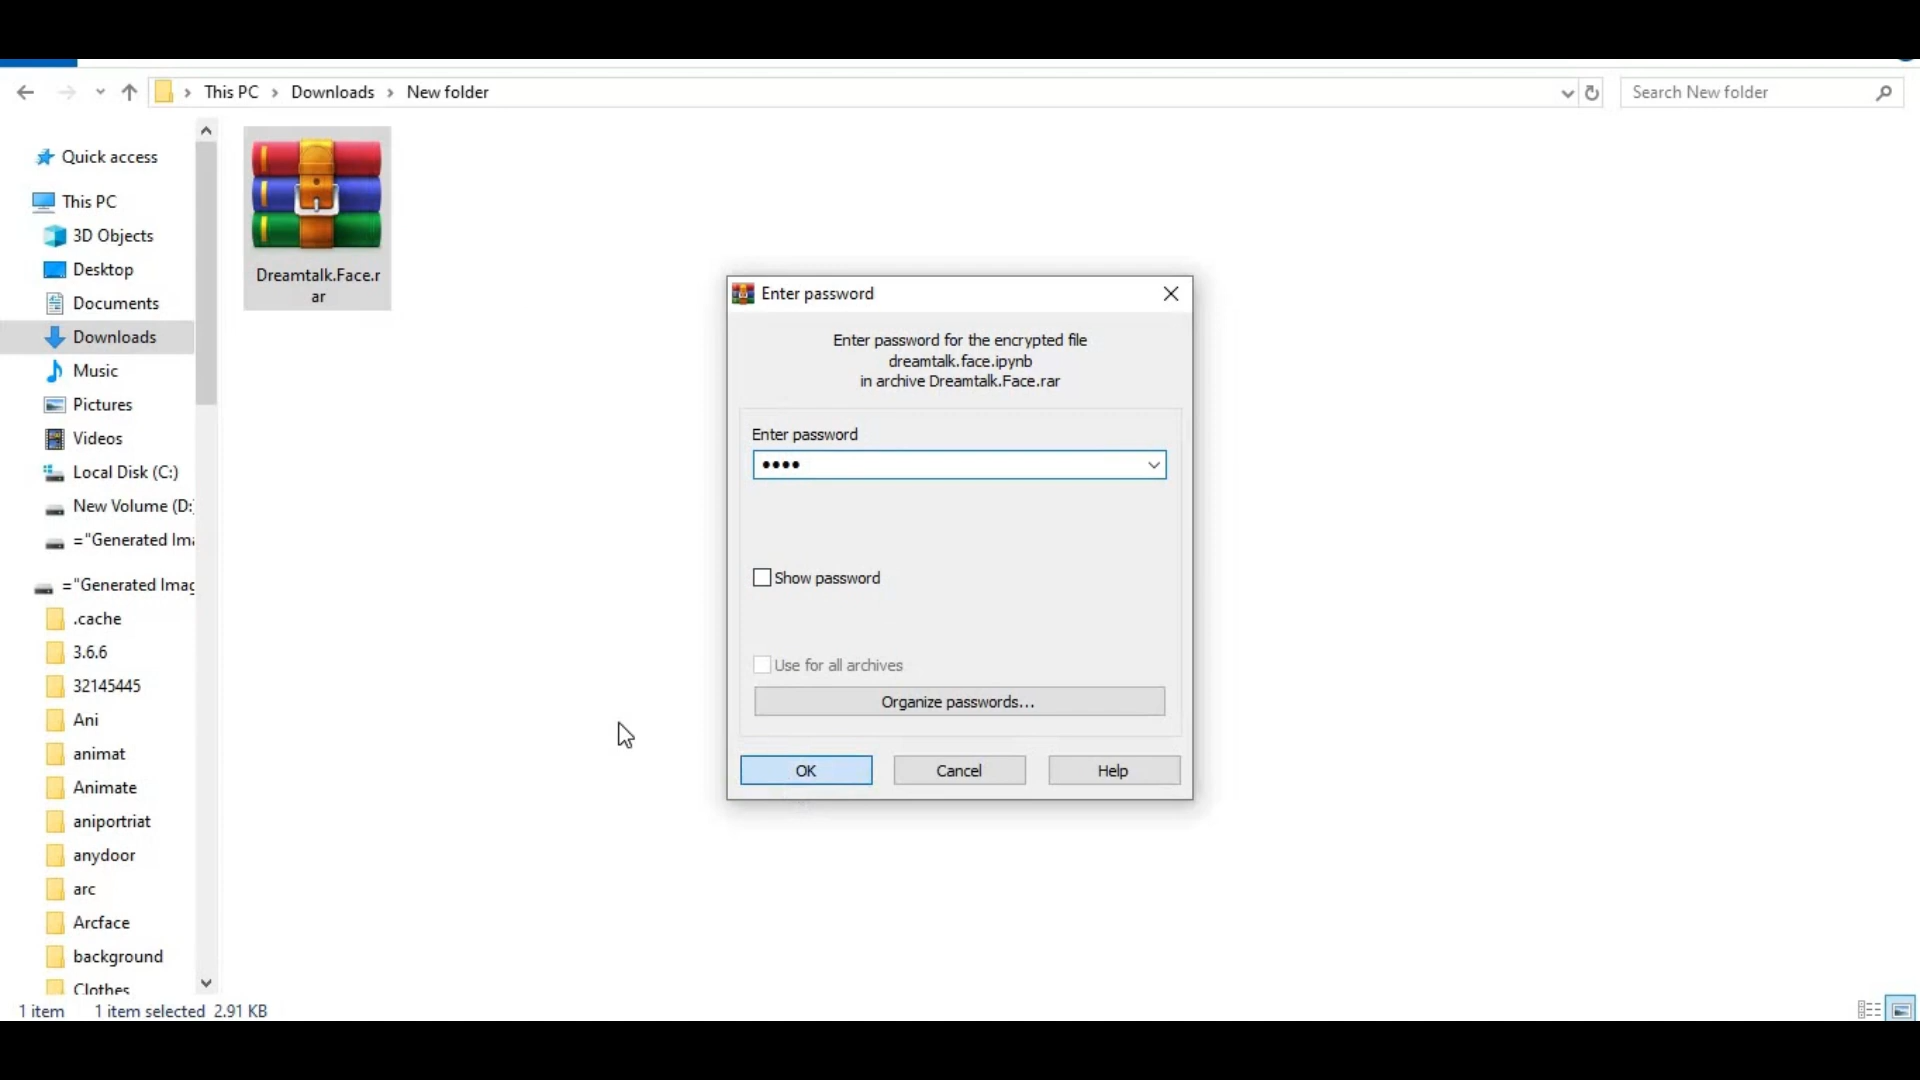 This PC
Downloads
New folder
Search New folder
Quick access
This PC
3D Objects
Desktop
Documents
Downloads
Music
Pictures
Videos
Local Disk (C:)
New Volume (D:
="Generated Ima
="Generated Imag
.cache
3.6.6
32145445
Ani
animat
Animate
aniportriat
anydoor
arc
Arcface
background
Clothes
Dreamtalk.Face.r
ar
Enter password
Enter password for the encrypted file
dreamtalk.face.ipynb
in archive Dreamtalk.Face.rar
Enter password
••••
Show password
Use for all archives
Organize passwords...
OK
Cancel
Help
1 item
1 item selected 2.91 KB